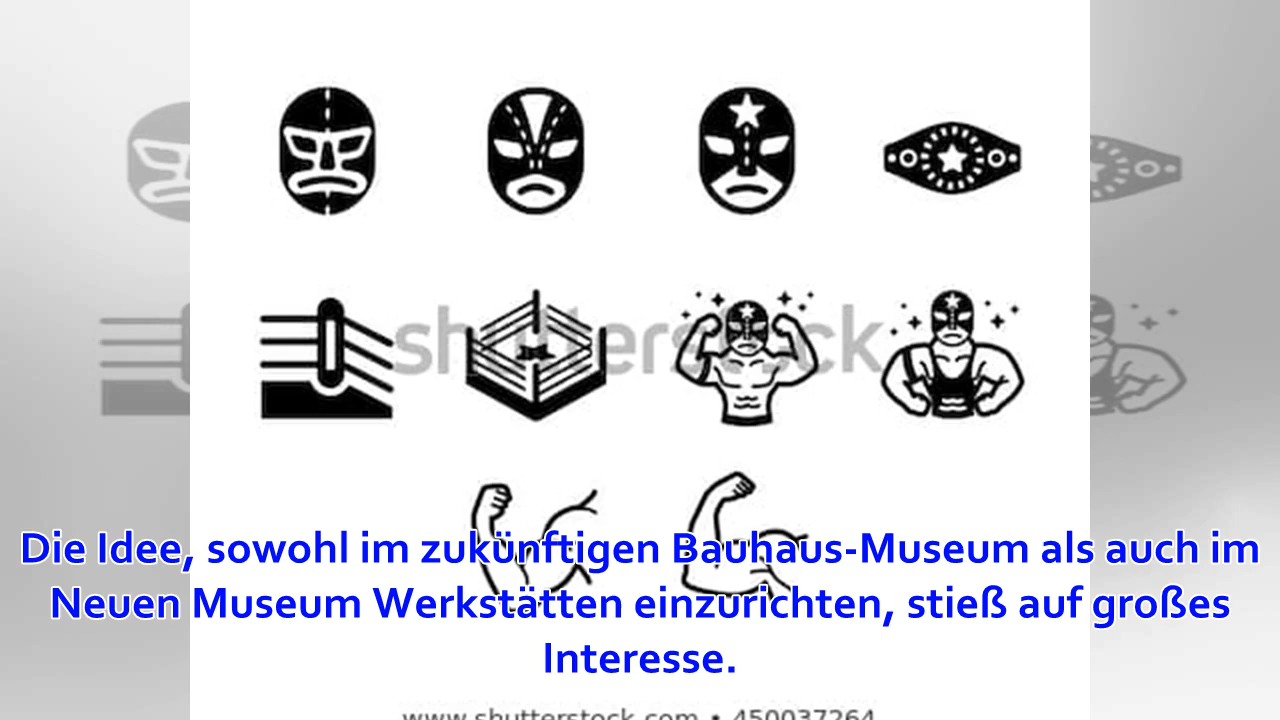 shutterstock
Die Idee, sowohl im zukünftigen Bauhaus-Museum als auch im
Neuen Museum Werkstätten einzurichten, stieß auf großes
Interesse.
www.shutterstock.com • 450037264